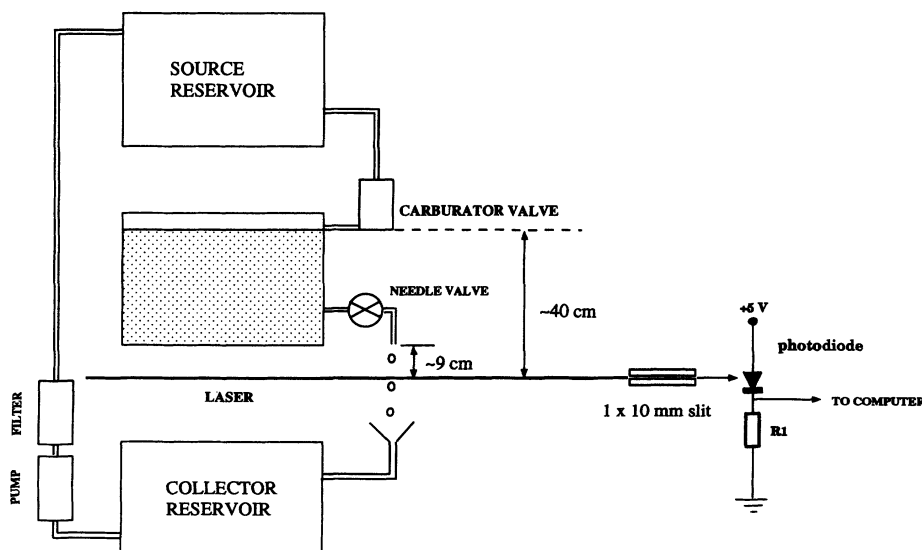 SOURCE
RESERVOIR
CARBURATOR VALVE
NEEDLE VALVE
~40 cm
+5 V
photodiode
~9 cm
LASER
1 x 10 mm slit
TO COMPUTER
R1
FILTER
PUMP
COLLECTOR
RESERVOIR